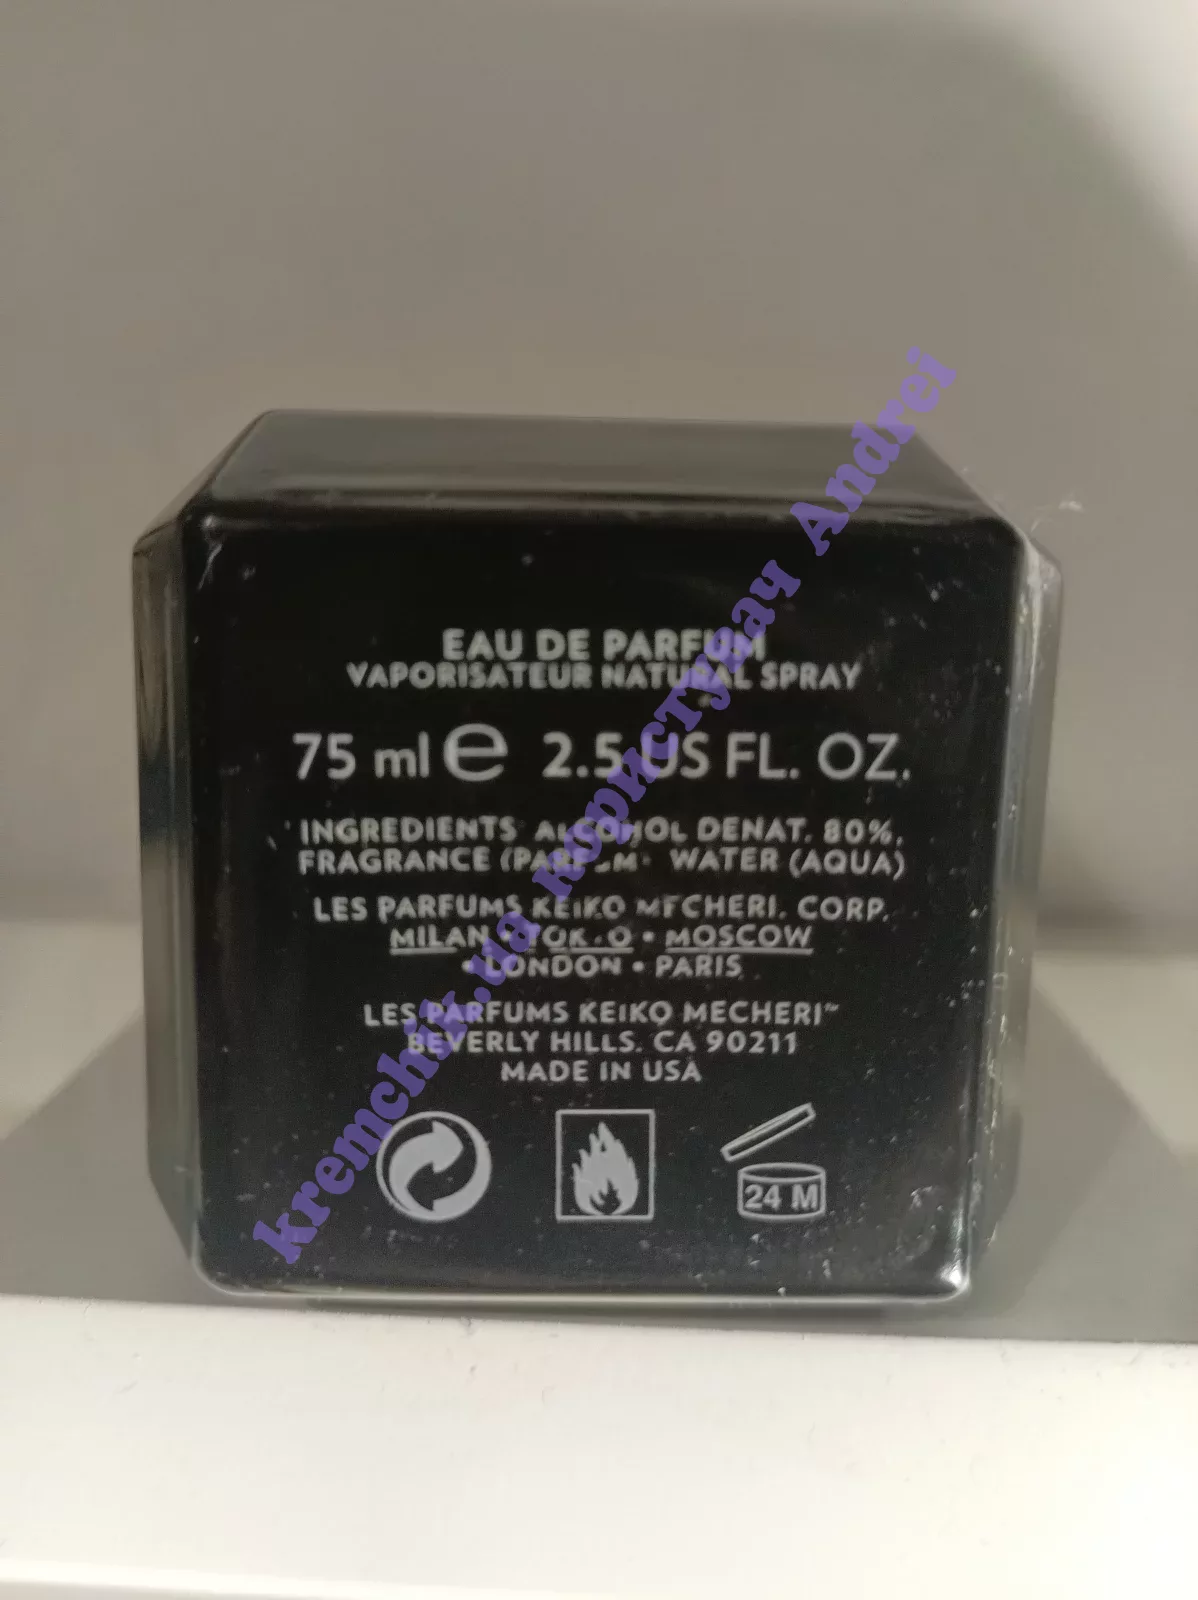 EAU DE PARFUM
VAPORISATEUR NATURAL SPRAY
75 ml e 2.5 US FL. OZ.
INGREDIENTS ALCOHOL DENAT. 80%,
FRAGRANCE (PARFUM) WATER (AQUA)
LES PARFUMS KEIKO MECHERI. CORP.
MILAN • TOKYO • MOSCOW
• LONDON • PARIS
LES PARFUMS KEIKO MECHERI™
BEVERLY HILLS. CA 90211
MADE IN USA
24 M
kremchik.ua користувач Andrei